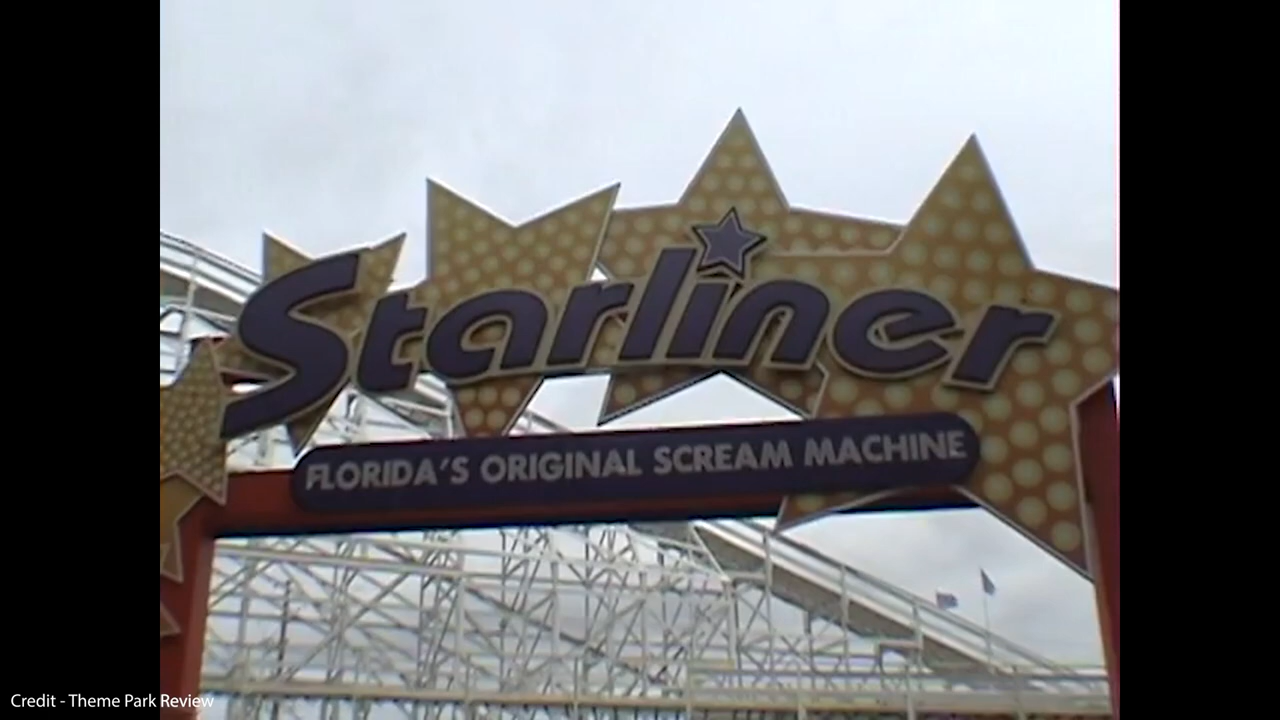 Starliner
FLORIDA'S ORIGINAL SCREAM MACHINE
Credit - Theme Park Review